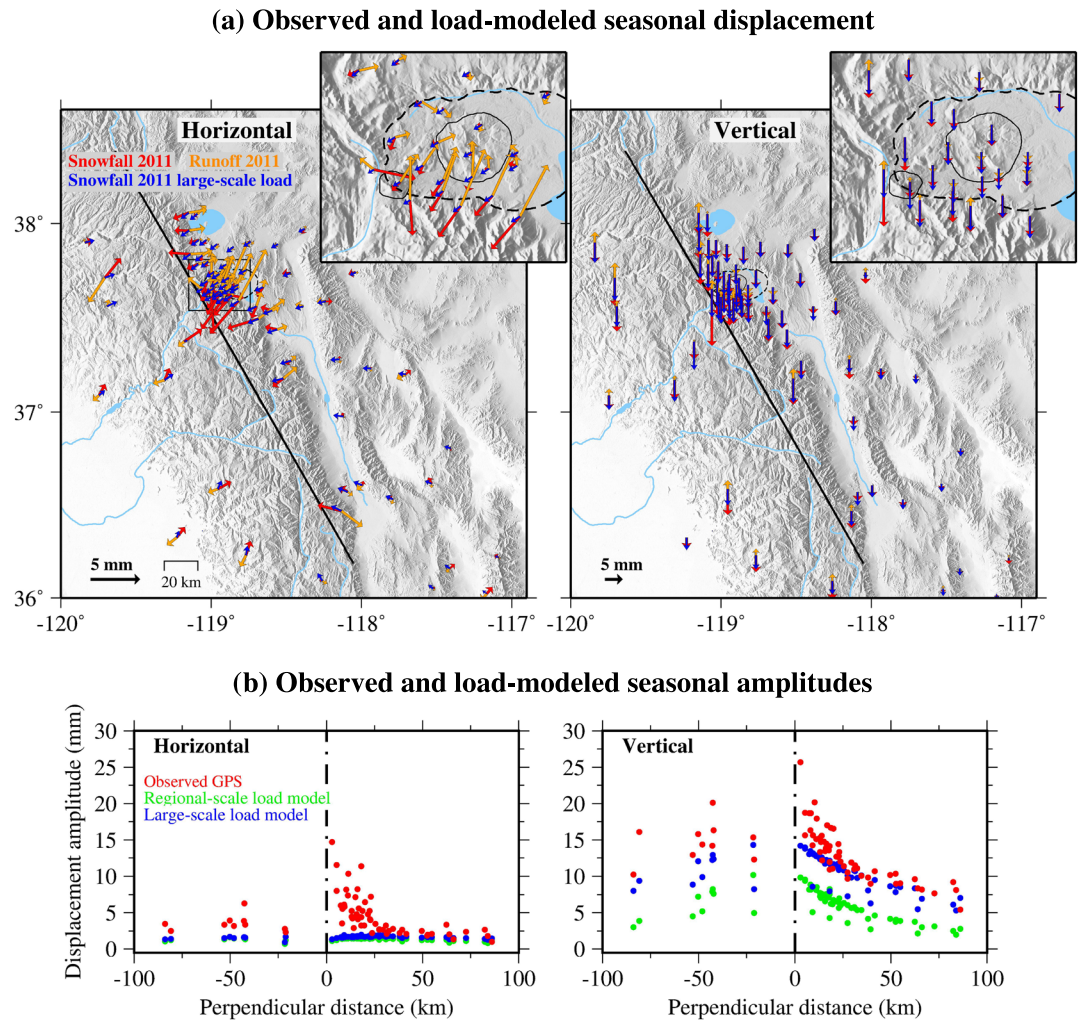 (a) Observed and load-modeled seasonal displacement
Horizontal
Snowfall 2011 Runoff 2011
Snowfall 2011 large-scale load
Vertical
38°
37°
36°
5 mm
20 km
5 mm
-120° -119° -118° -117°
-120° -119° -118° -117°
(b) Observed and load-modeled seasonal amplitudes
Displacement amplitude (mm)
30
25
20
15
10
5
0
Horizontal
Observed GPS
Regional-scale load model
Large-scale load model
-100 -50 0 50 100
Perpendicular distance (km)
30
25
20
15
10
5
0
Vertical
-100 -50 0 50 100
Perpendicular distance (km)